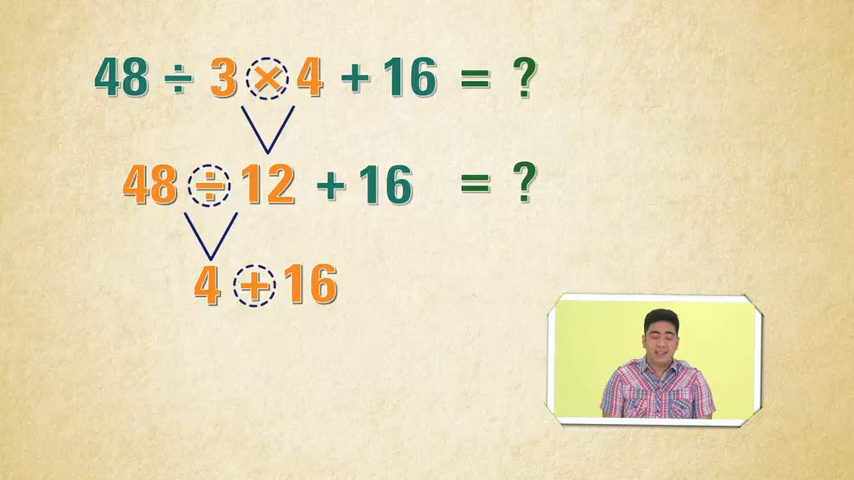 48 ÷ 3 × 4 + 16 = ?
48 ÷ 12 + 16 = ?
4 + 16